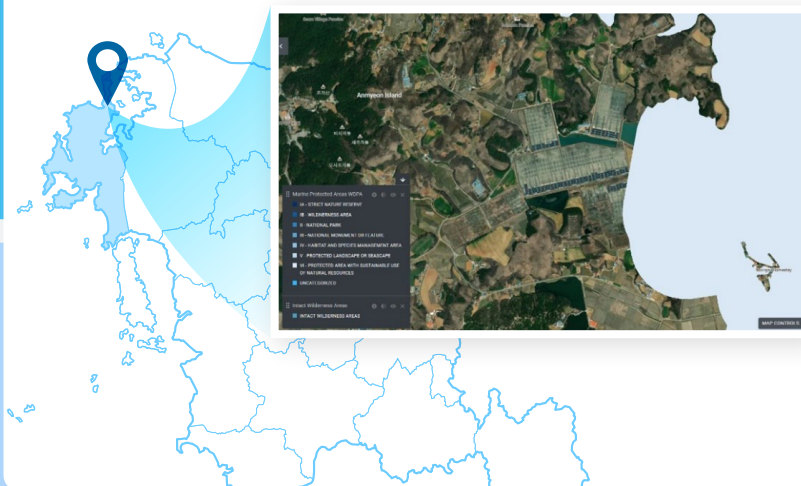 Anmyeon Island
Marine Protected Areas WDPA
IA - STRICT NATURE RESERVE
IB - WILDERNESS AREA
II - NATIONAL PARK
III - NATIONAL MONUMENT OR FEATURE
IV - HABITAT AND SPECIES MANAGEMENT AREA
V - PROTECTED LANDSCAPE OR SEASCAPE
VI - PROTECTED AREA WITH SUSTAINABLE USE
OF NATURAL RESOURCES
UNCATEGORIZED
Intact Wilderness Areas
INTACT WILDERNESS AREAS
MAP CONTROLS